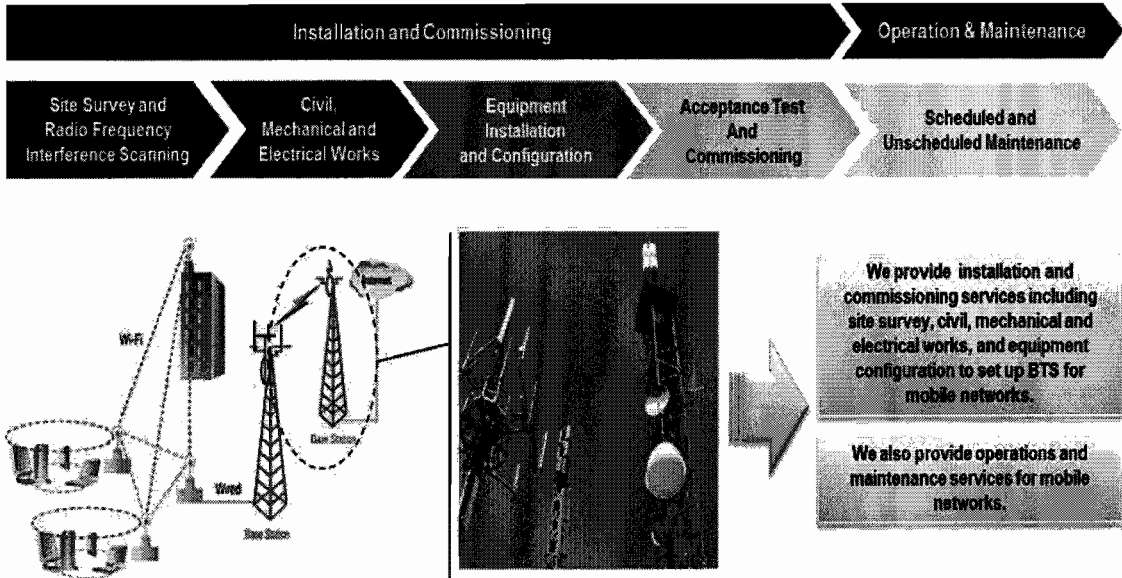 Installation and Commissioning
Operation & Maintenance
Site Survey and
Radio Frequency
Interference Scanning
Civil,
Mechanical and
Electrical Works
Equipment
Installation
and Configuration
Acceptance Test
And
Commissioning
Scheduled and
Unscheduled Maintenance
Wi-Fi
Internet
Base Station
Wired
Base Station
We provide installation and
commissioning services including
site survey, civil, mechanical and
electrical works, and equipment
configuration to set up BTS for
mobile networks.
We also provide operations and
maintenance services for mobile
networks.